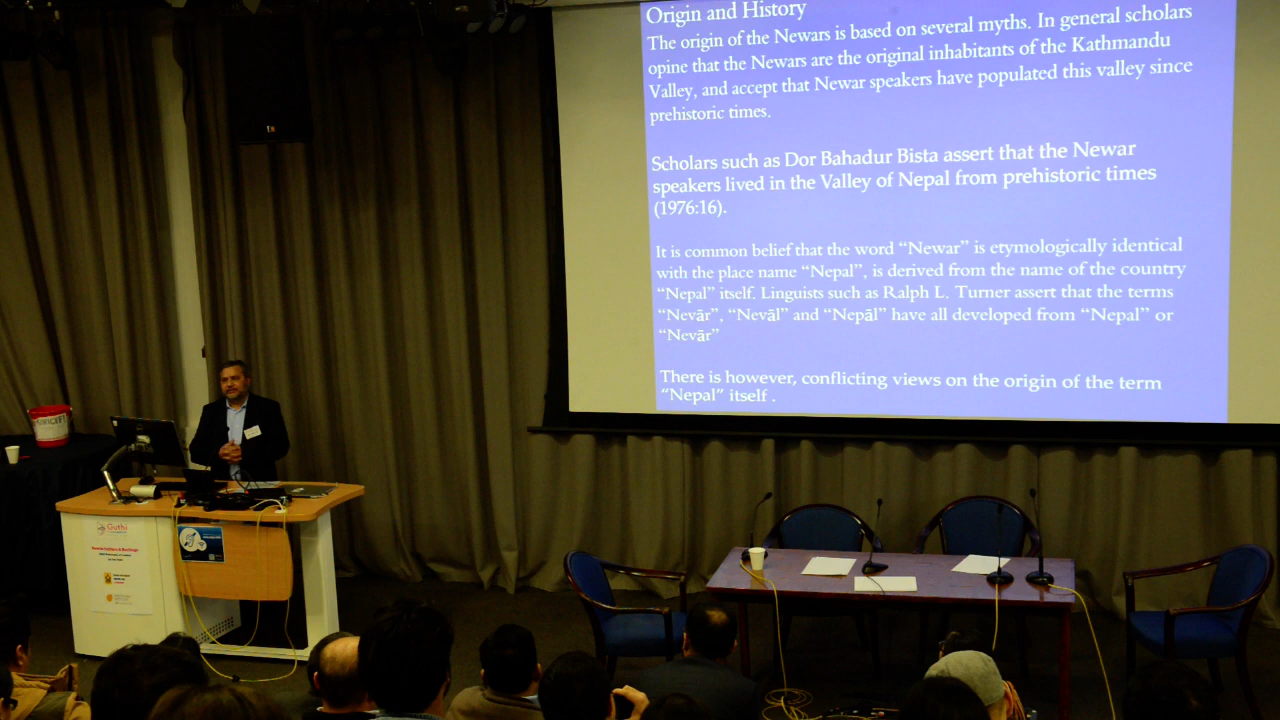 Origin and History
The origin of the Newars is based on several myths. In general scholars
opine that the Newars are the original inhabitants of the Kathmandu
Valley, and accept that Newar speakers have populated this valley since
prehistoric times.
Scholars such as Dor Bahadur Bista assert that the Newar
speakers lived in the Valley of Nepal from prehistoric times
(1976:16).
It is common belief that the word “Newar” is etymologically identical
with the place name “Nepal”, is derived from the name of the country
“Nepal” itself. Linguists such as Ralph L. Turner assert that the terms
“Nevār”, “Nevāl” and “Nepāl” have all developed from “Nepal” or
“Nevār”
There is however, conflicting views on the origin of the term
“Nepal” itself .
Guthi